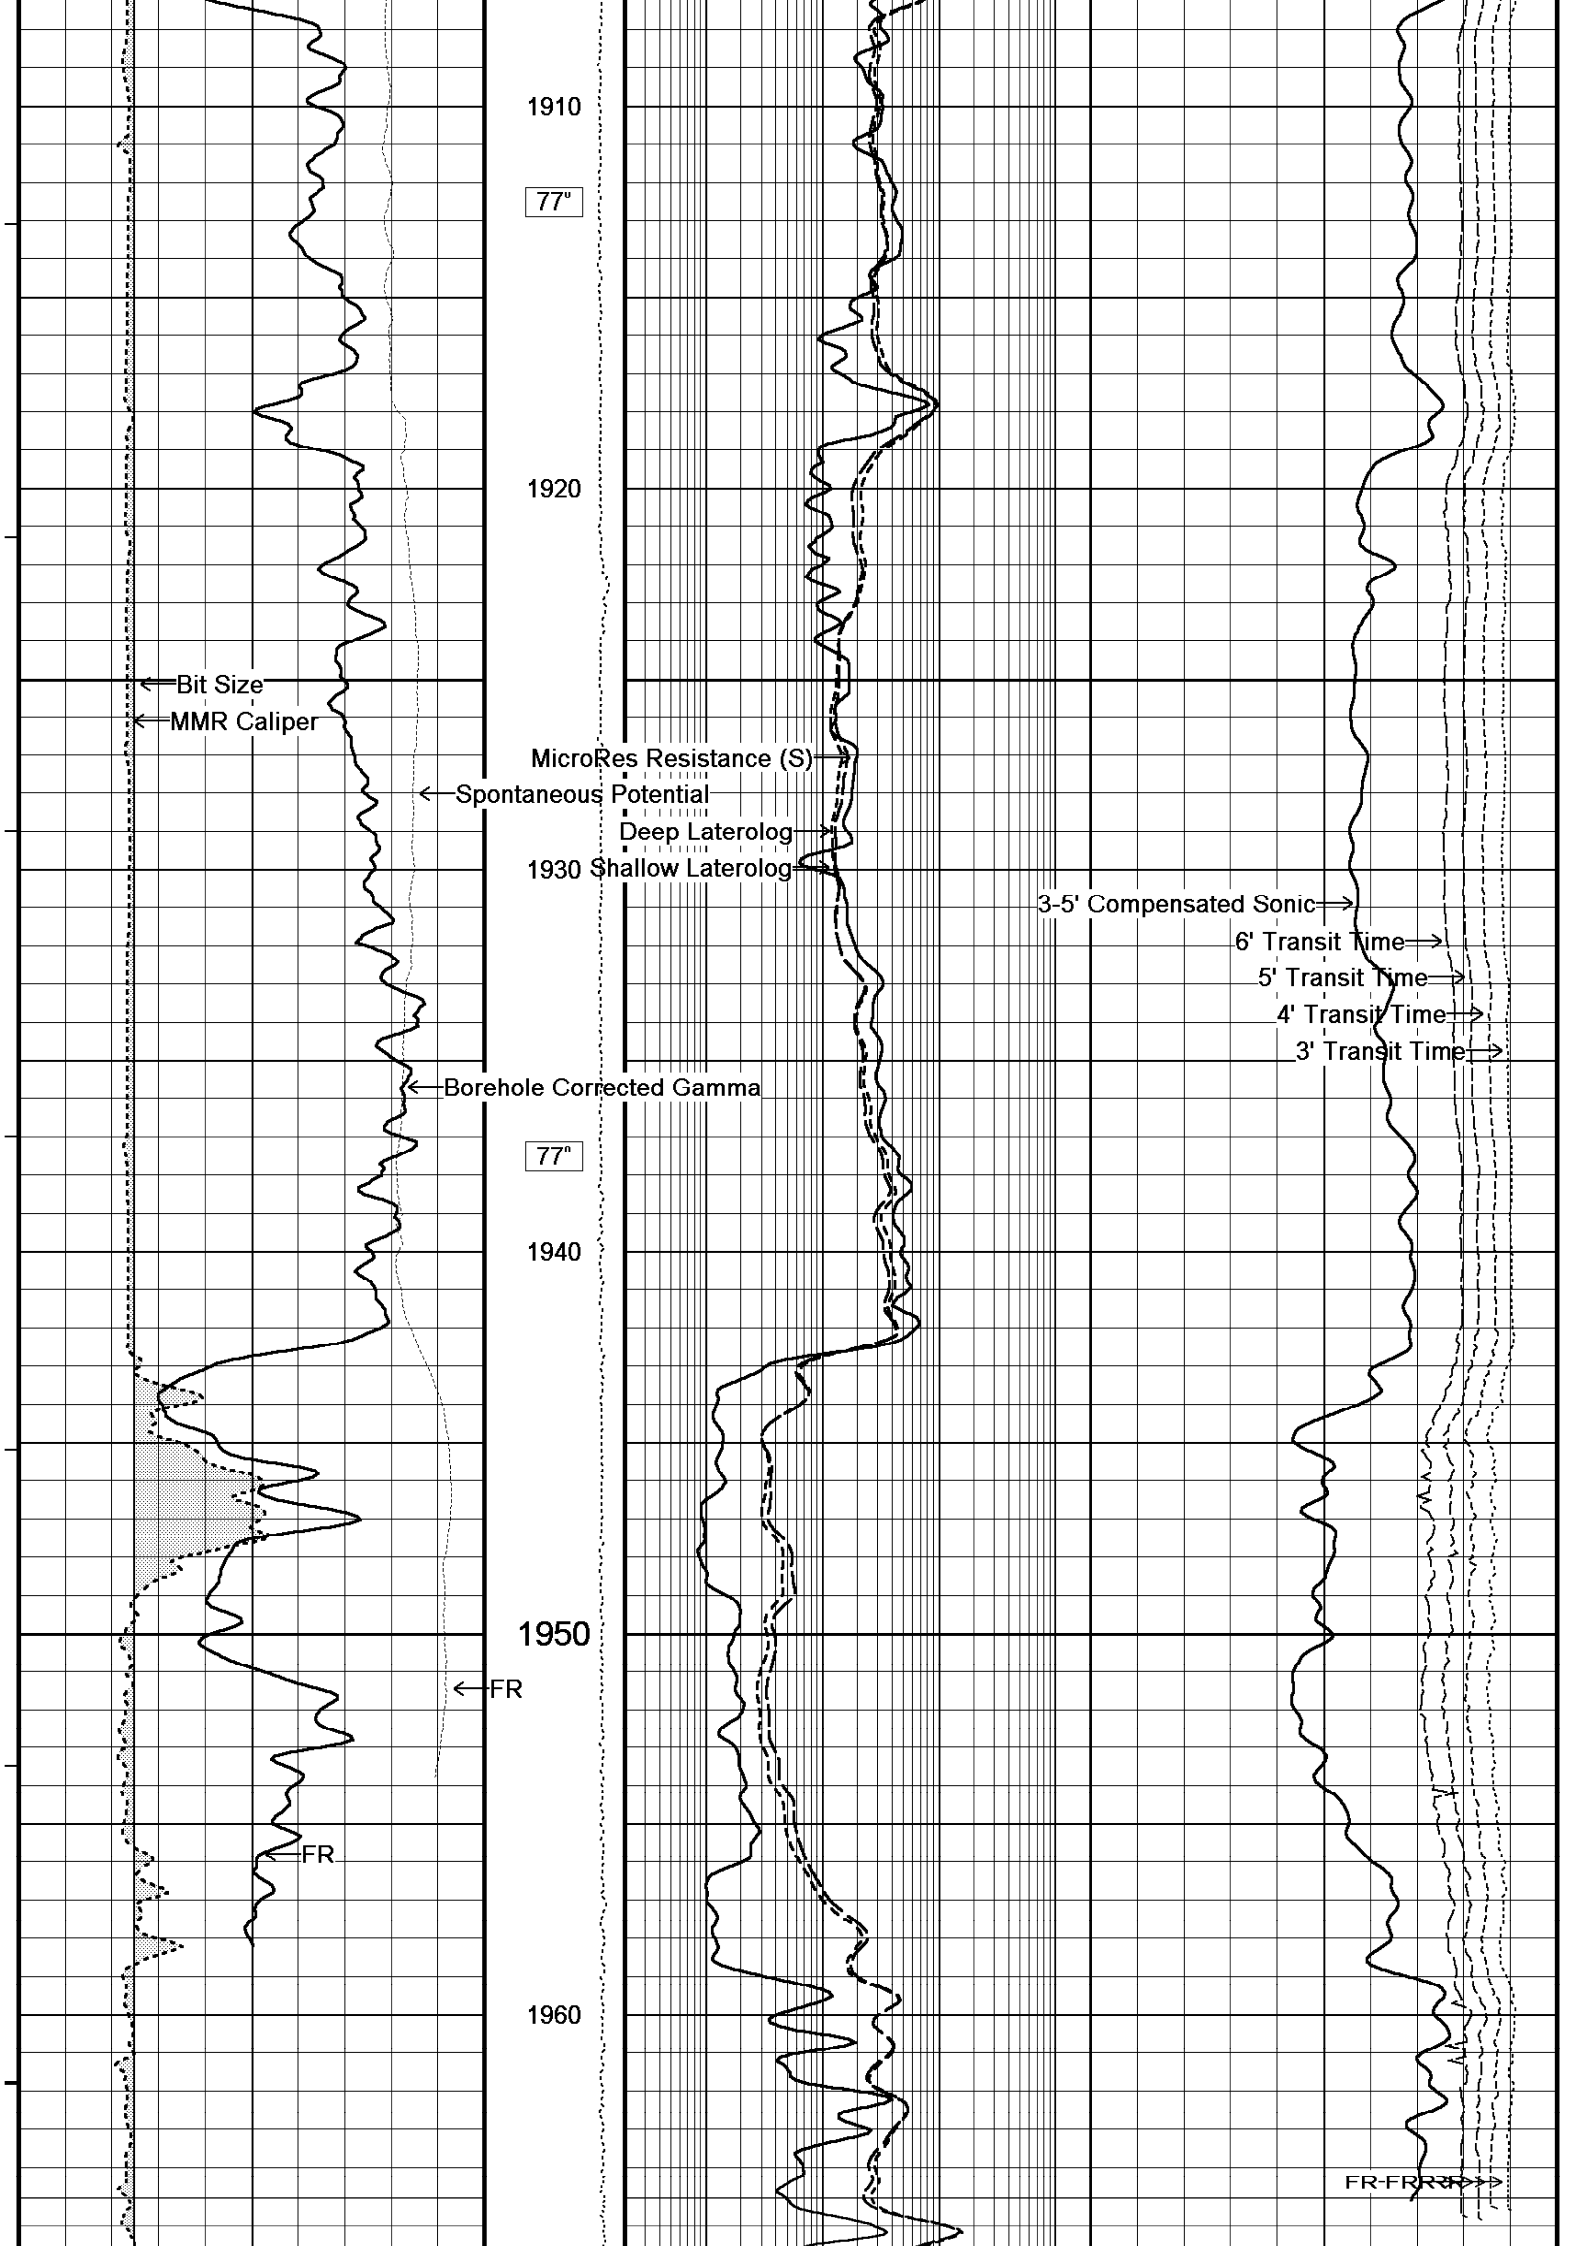 1910
77°
1920
Bit Size
MMR Caliper
MicroRes Resistance (S)
Spontaneous Potential
Deep Laterolog
1930 Shallow Laterolog
3-5' Compensated Sonic
6' Transit Time
5' Transit Time
4' Transit Time
3' Transit Time
Borehole Corrected Gamma
77°
1940
1950
FR
FR
1960
FR-FR